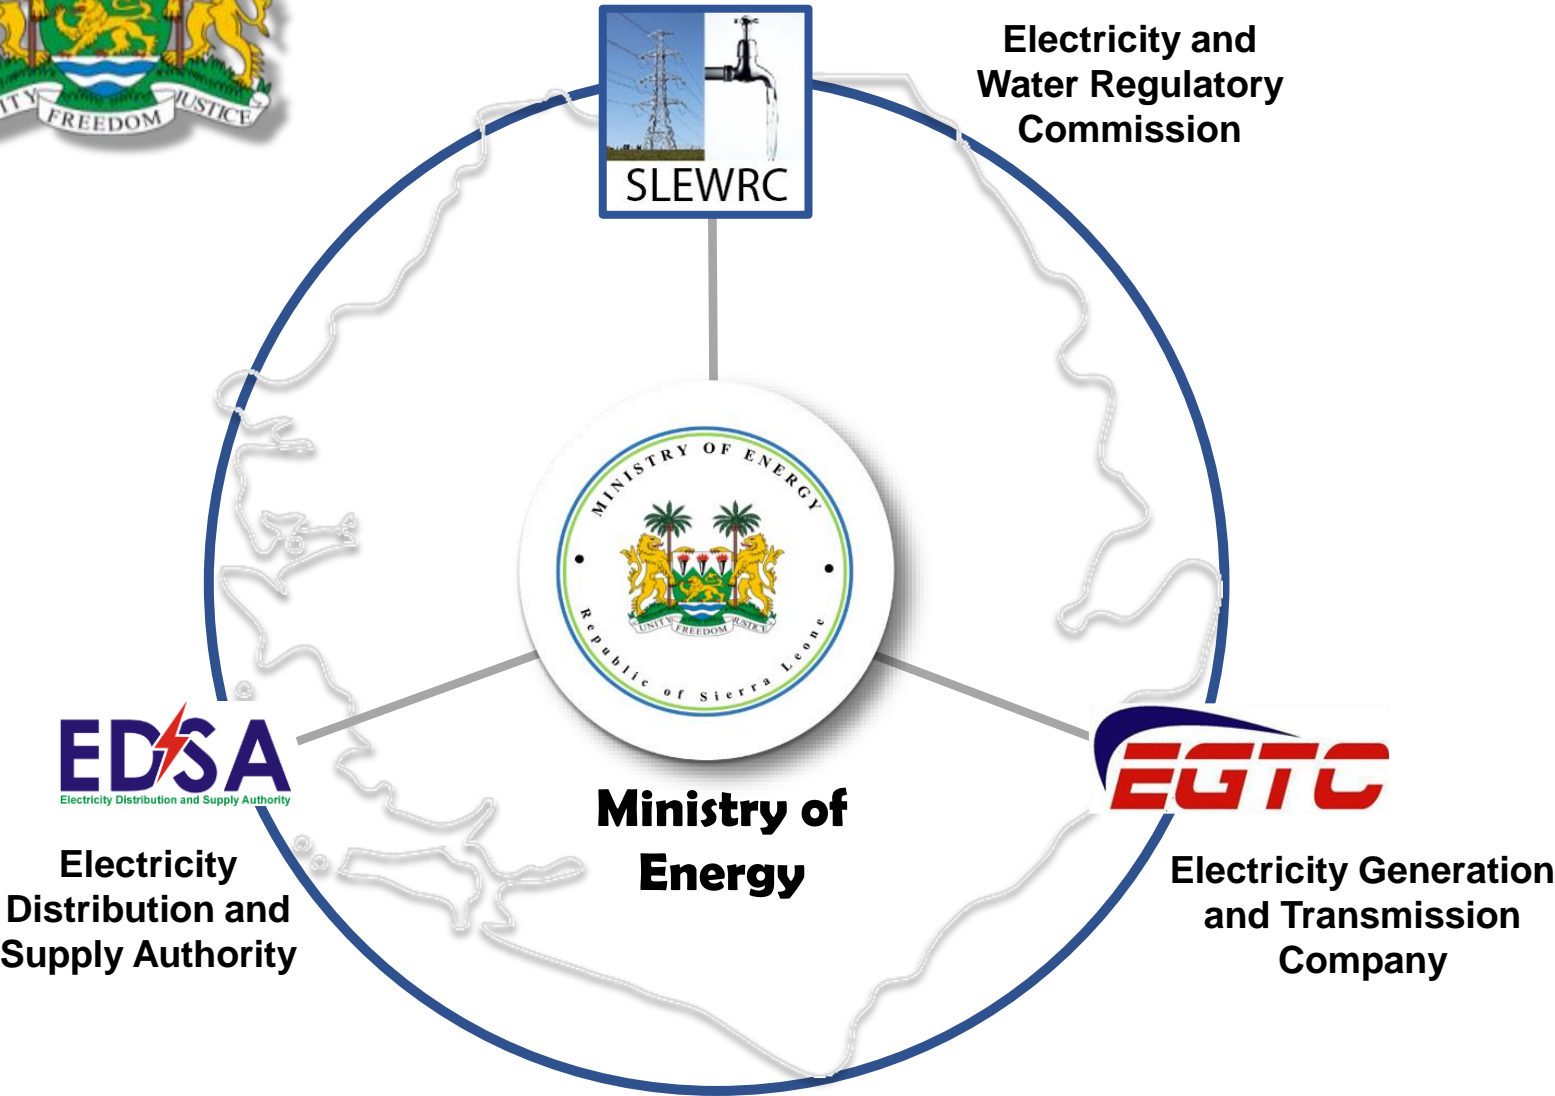 UNITY
FREEDOM
JUSTICE
SLEWRC
Electricity and
Water Regulatory
Commission
MINISTRY OF ENERGY
UNITY
FREEDOM
JUSTICE
Republic of Sierra Leone
Ministry of
Energy
EDSA
Electricity Distribution and Supply Authority
Electricity
Distribution and
Supply Authority
EGTC
Electricity Generation
and Transmission
Company